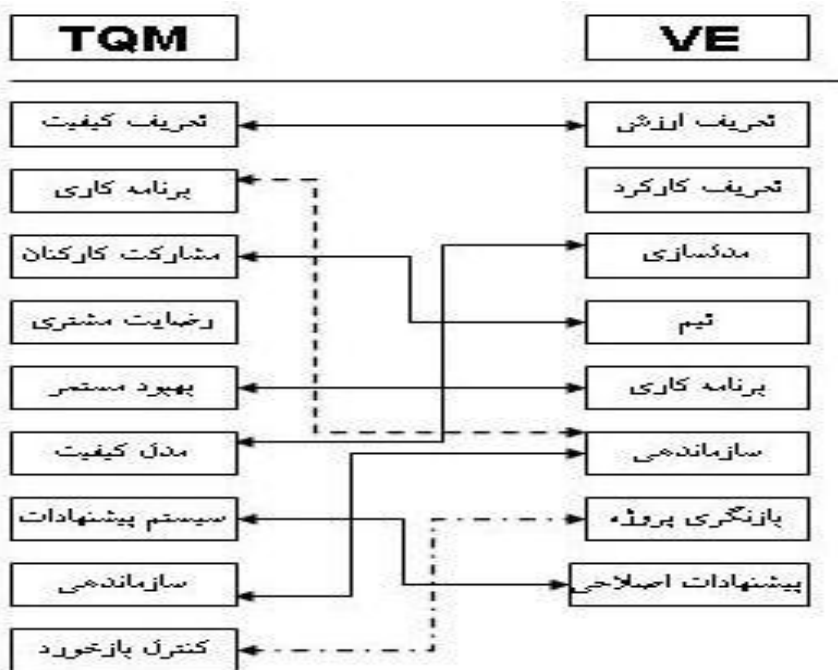 TQM
VE
تعریف کیفیت
تعریف ارزش
برنامه کاری
تعریف کارکرد
مشارکت کارکنان
مدلسازی
رضایت مشتری
تیم
بهبود مستمر
برنامه کاری
مدل کیفیت
سازماندهی
سیستم پیشنهادات
بازنگری پروژه
سازماندهی
پیشنهادات اصلاحی
کنترل بازخورد